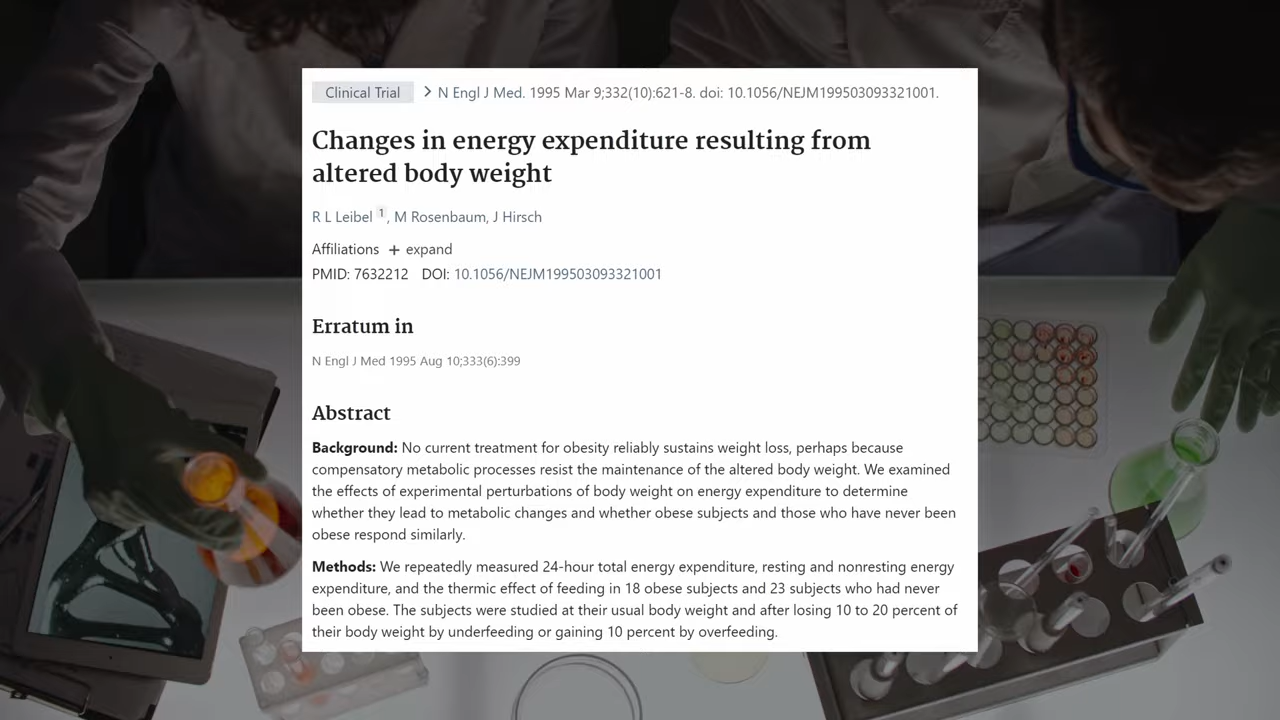 Clinical Trial > N Engl J Med. 1995 Mar 9;332(10):621-8. doi: 10.1056/NEJM199503093321001.
Changes in energy expenditure resulting from
altered body weight
R L Leibel 1, M Rosenbaum, J Hirsch
Affiliations + expand
PMID: 7632212 DOI: 10.1056/NEJM199503093321001
Erratum in
N Engl J Med 1995 Aug 10;333(6):399
Abstract
Background: No current treatment for obesity reliably sustains weight loss, perhaps because
compensatory metabolic processes resist the maintenance of the altered body weight. We examined
the effects of experimental perturbations of body weight on energy expenditure to determine
whether they lead to metabolic changes and whether obese subjects and those who have never been
obese respond similarly.
Methods: We repeatedly measured 24-hour total energy expenditure, resting and nonresting energy
expenditure, and the thermic effect of feeding in 18 obese subjects and 23 subjects who had never
been obese. The subjects were studied at their usual body weight and after losing 10 to 20 percent of
their body weight by underfeeding or gaining 10 percent by overfeeding.